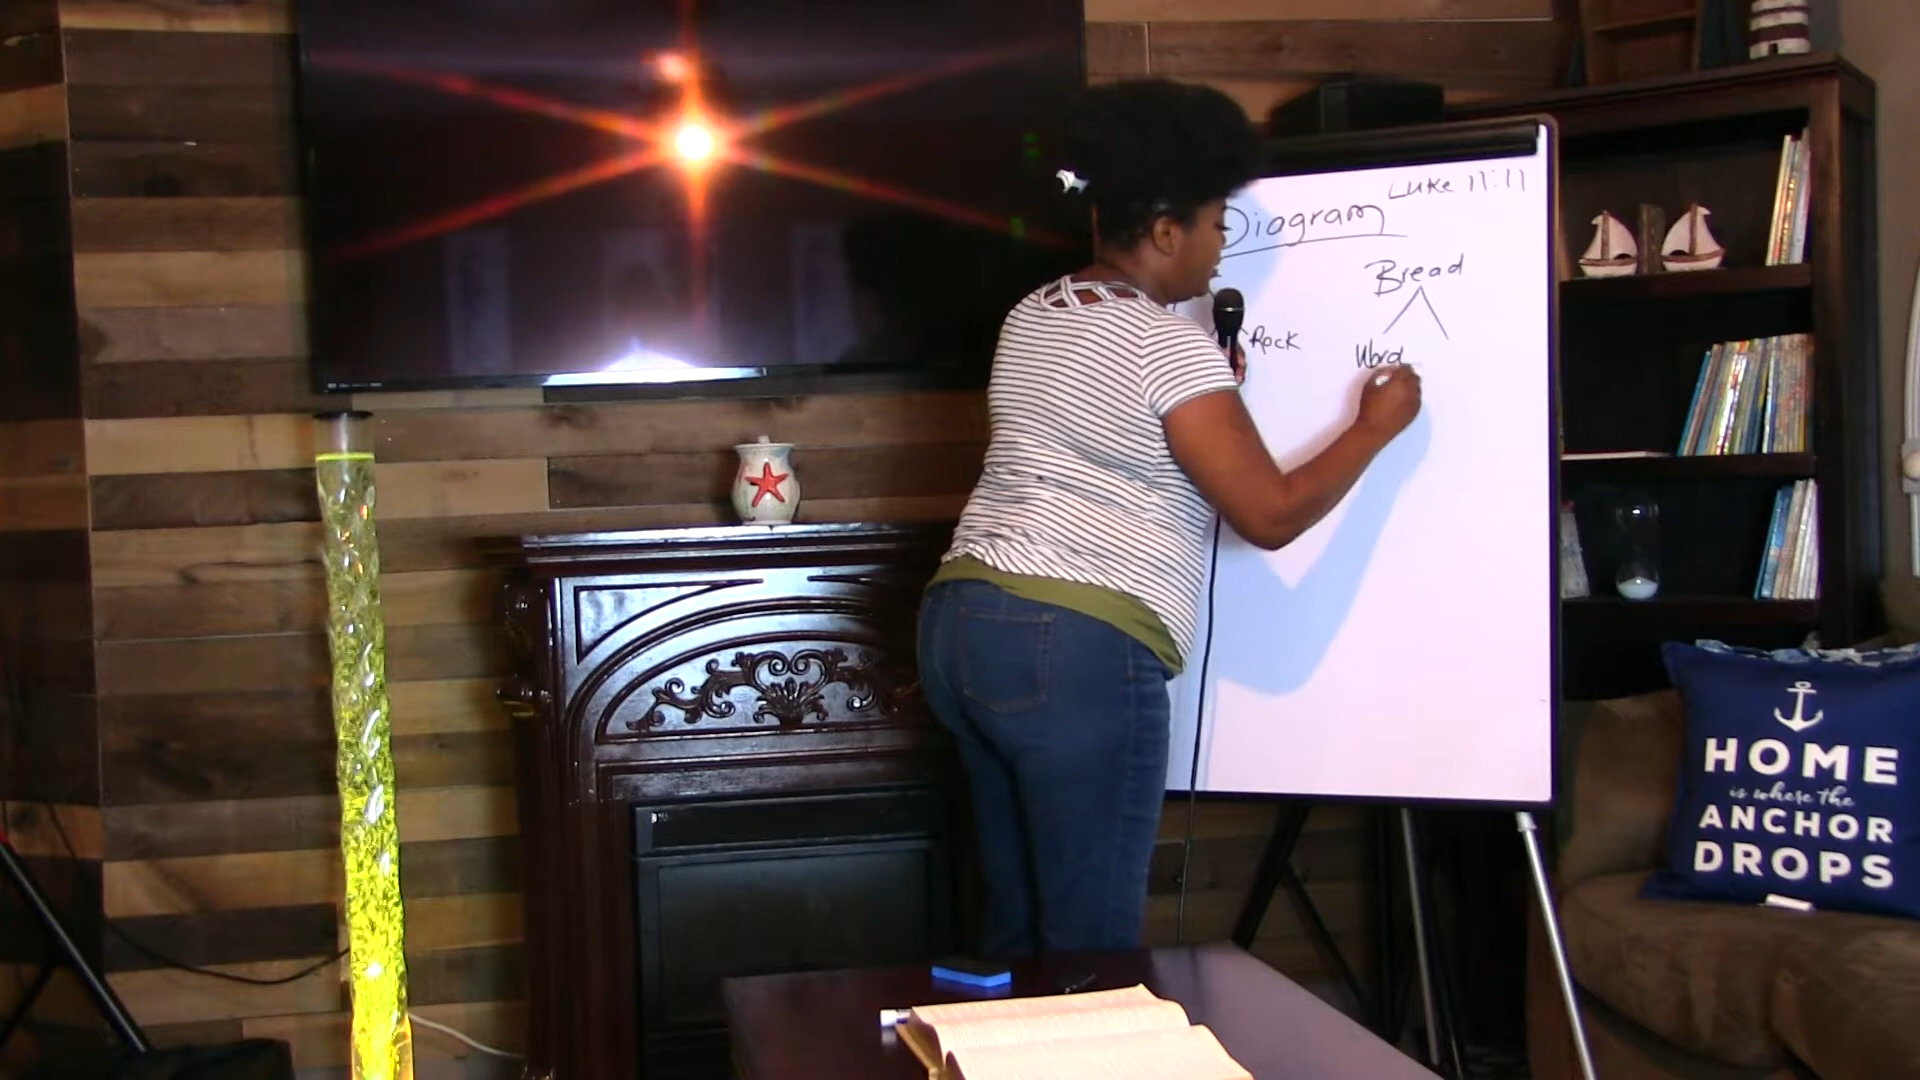 Luke 11:11
Diagram
Bread
Rock
Word
HOME
is where the
ANCHOR
DROPS